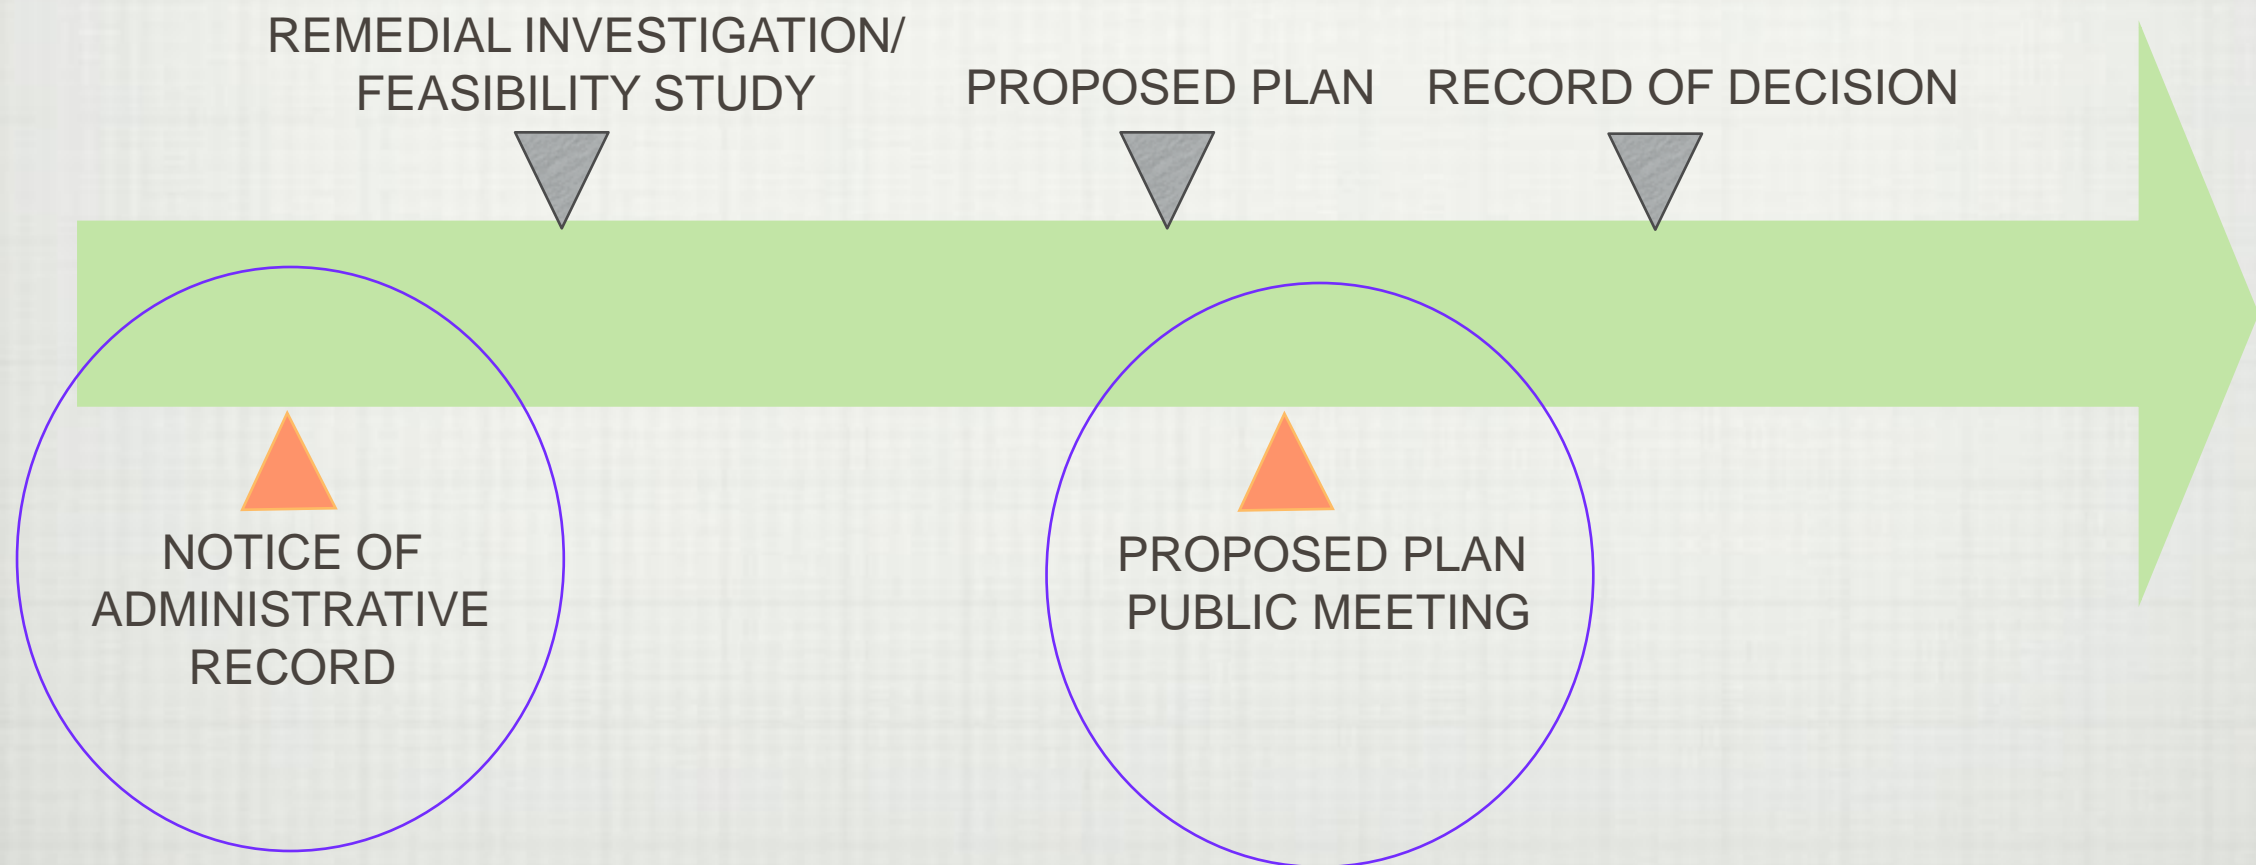 REMEDIAL INVESTIGATION/
FEASIBILITY STUDY
PROPOSED PLAN
RECORD OF DECISION
NOTICE OF
ADMINISTRATIVE
RECORD
PROPOSED PLAN
PUBLIC MEETING